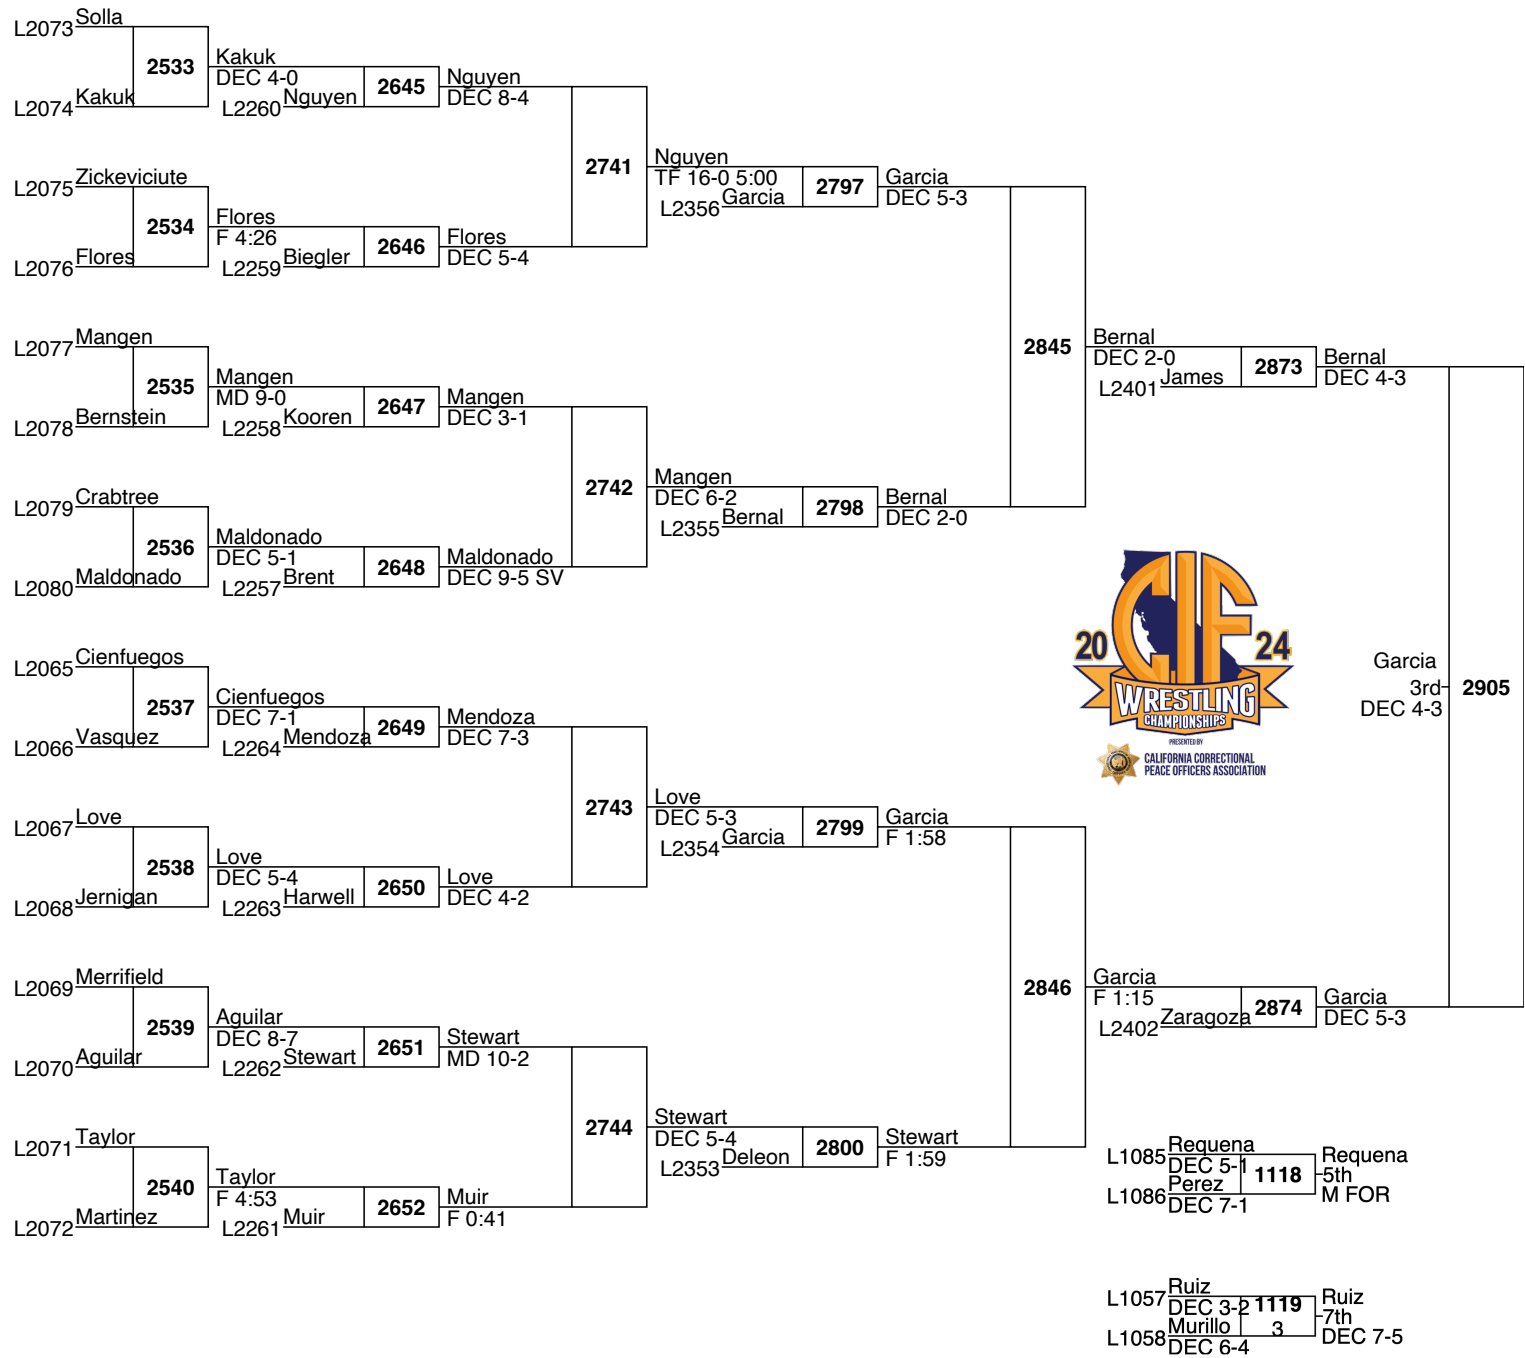 L2073 Solla
2533
L2074 Kakuk
Kakuk
DEC 4-0
L2260 Nguyen
2645
Nguyen
DEC 8-4
L2075 Zickeviciute
2534
L2076 Flores
Flores
F 4:26
L2259 Biegler
2646
Flores
DEC 5-4
2741
Nguyen
TF 16-0 5:00
L2356 Garcia
2797
Garcia
DEC 5-3
L2077 Mangen
2535
L2078 Bernstein
Mangen
MD 9-0
L2258 Kooren
2647
Mangen
DEC 3-1
L2079 Crabtree
2536
L2080 Maldonado
Maldonado
DEC 5-1
L2257 Brent
2648
Maldonado
DEC 9-5 SV
2742
Mangen
DEC 6-2
L2355 Bernal
2798
Bernal
DEC 2-0
2845
Bernal
DEC 2-0
L2401 James
2873
Bernal
DEC 4-3
L2065 Cienfuegos
2537
L2066 Vasquez
Cienfuegos
DEC 7-1
L2264 Mendoza
2649
Mendoza
DEC 7-3
L2067 Love
2538
L2068 Jernigan
Love
DEC 5-4
L2263 Harwell
2650
Love
DEC 4-2
2743
Love
DEC 5-3
L2354 Garcia
2799
Garcia
F 1:58
L2069 Merrifield
2539
L2070 Aguilar
Aguilar
DEC 8-7
L2262 Stewart
2651
Stewart
MD 10-2
L2071 Taylor
2540
L2072 Martinez
Taylor
F 4:53
L2261 Muir
2652
Muir
F 0:41
2744
Stewart
DEC 5-4
L2353 Deleon
2800
Stewart
F 1:59
2846
Garcia
F 1:15
L2402 Zaragoza
2874
Garcia
DEC 5-3
20 CIF 24
WRESTLING
CHAMPIONSHIPS
PRESENTED BY
CALIFORNIA CORRECTIONAL
PEACE OFFICERS ASSOCIATION
Garcia
3rd
DEC 4-3
2905
L1085 Requena
DEC 5-1
L1086 Perez
DEC 7-1
1118
Requena
5th
M FOR
L1057 Ruiz
DEC 3-2
L1058 Murillo
DEC 6-4
1119
3
Ruiz
7th
DEC 7-5